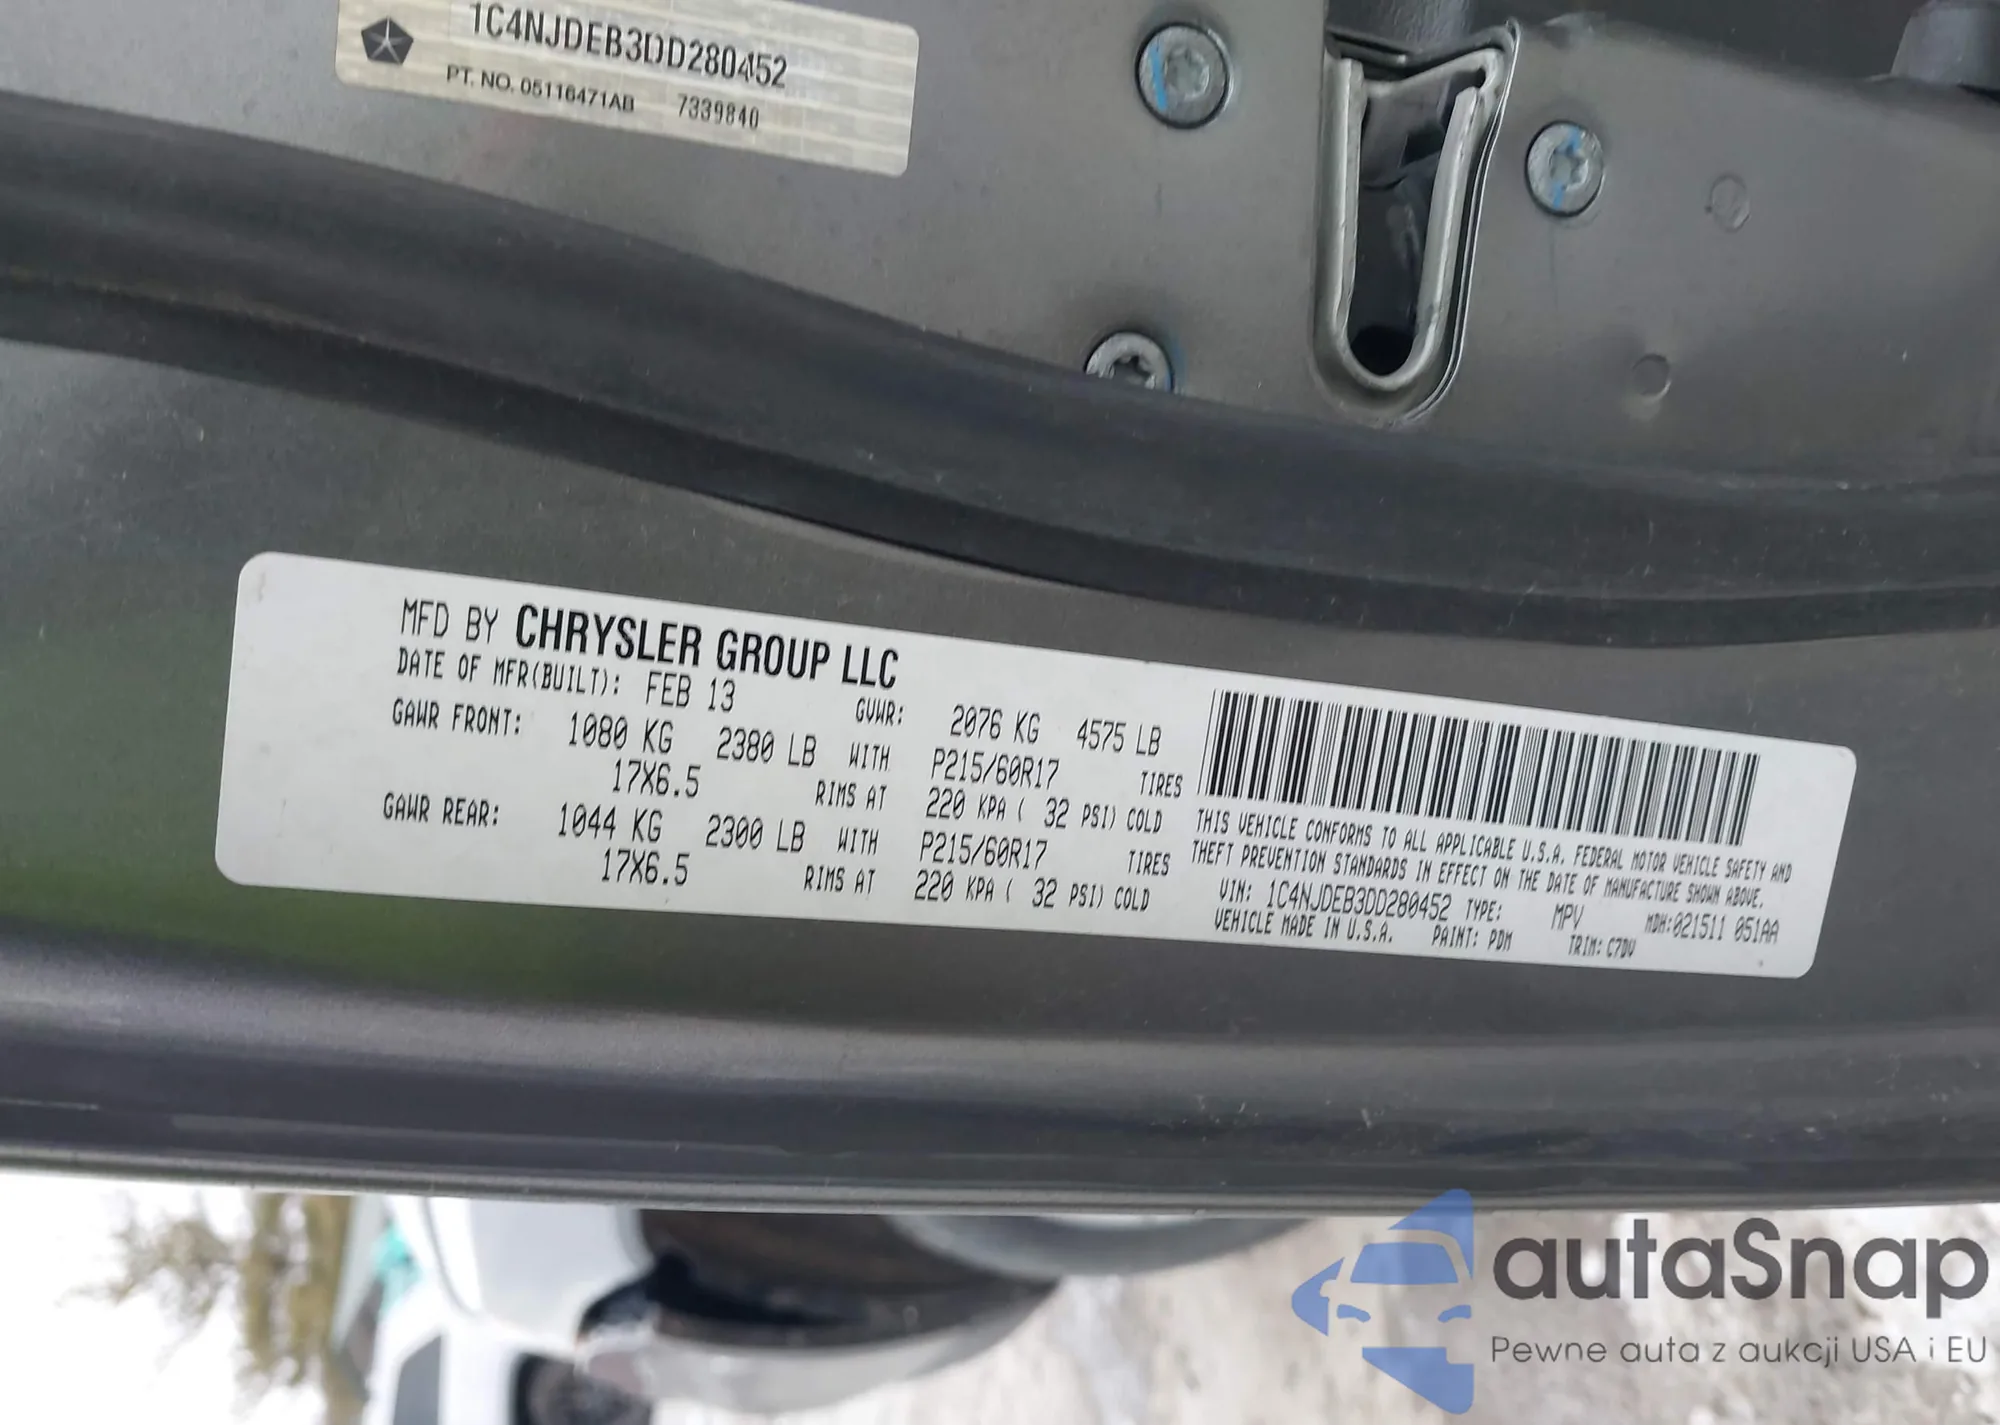 1C4NJDEB3DD280452
PT. NO. 05116471AB 7339840
MFD BY CHRYSLER GROUP LLC
DATE OF MFR(BUILT): FEB 13 GVWR: 2076 KG 4575 LB
GAWR FRONT: 1080 KG 2380 LB WITH P215/60R17 TIRES
17X6.5 RIMS AT 220 KPA ( 32 PSI) COLD
GAWR REAR: 1044 KG 2300 LB WITH P215/60R17 TIRES
17X6.5 RIMS AT 220 KPA ( 32 PSI) COLD
THIS VEHICLE CONFORMS TO ALL APPLICABLE U.S.A. FEDERAL MOTOR VEHICLE SAFETY AND
THEFT PREVENTION STANDARDS IN EFFECT ON THE DATE OF MANUFACTURE SHOWN ABOVE.
VIN: 1C4NJDEB3DD280452 TYPE: MPV MDH:021511 051AA
VEHICLE MADE IN U.S.A. PAINT: PDM TRIM: C7DV
autaSnap
Pewne auta z aukcji USA i EU